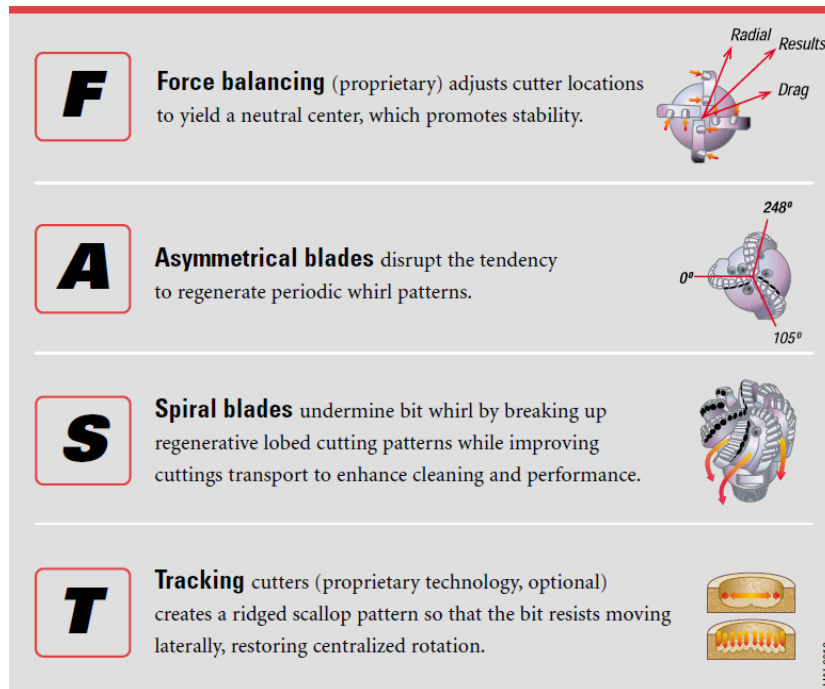 F
Force balancing (proprietary) adjusts cutter locations
to yield a neutral center, which promotes stability.
Radial
Results
Drag
A
Asymmetrical blades disrupt the tendency
to regenerate periodic whirl patterns.
248º
0º
105º
S
Spiral blades undermine bit whirl by breaking up
regenerative lobed cutting patterns while improving
cuttings transport to enhance cleaning and performance.
T
Tracking cutters (proprietary technology, optional)
creates a ridged scallop pattern so that the bit resists moving
laterally, restoring centralized rotation.